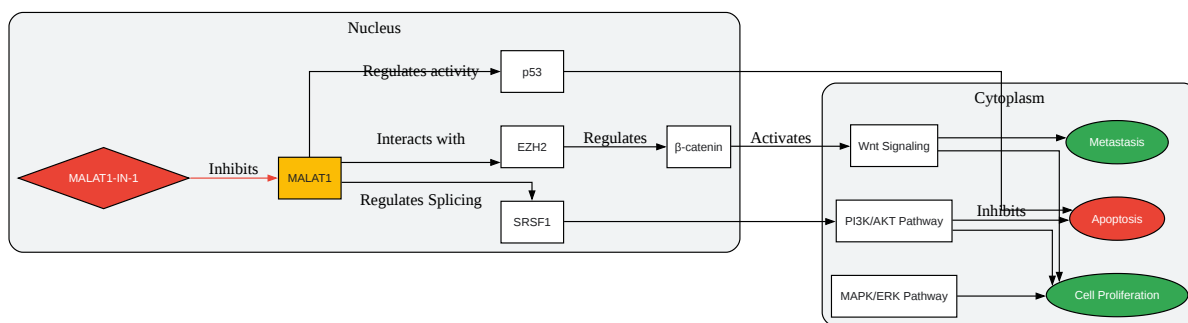 Nucleus
Regulates activity
p53
Cytoplasm
Interacts with
EZH2
Regulates
β-catenin
Activates
Wnt Signaling
Metastasis
MALAT1-IN-1
Inhibits
MALAT1
Regulates Splicing
SRSF1
PI3K/AKT Pathway
Inhibits
Apoptosis
MAPK/ERK Pathway
Cell Proliferation